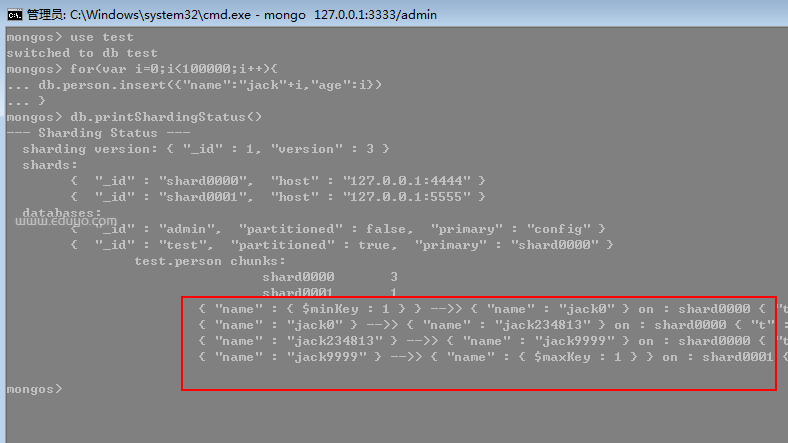 管理员: C:\Windows\system32\cmd.exe - mongo  127.0.0.1:3333/admin
mongos> use test
switched to db test
mongos> for(var i=0;i<100000;i++){
... db.person.insert({"name":"jack"+i,"age":i})
... }
mongos> db.printShardingStatus()
--- Sharding Status ---
sharding version: { "_id" : 1, "version" : 3 }
shards:
{  "_id" : "shard0000",  "host" : "127.0.0.1:4444" }
{  "_id" : "shard0001",  "host" : "127.0.0.1:5555" }
databases:
www.eduyo.com
{  "_id" : "admin",  "partitioned" : false,  "primary" : "config" }
{  "_id" : "test",  "partitioned" : true,  "primary" : "shard0000" }
test.person chunks:
shard0000       3
shard0001       1
{ "name" : { $minKey : 1 } } -->> { "name" : "jack0" } on : shard0000 { "t
{ "name" : "jack0" } -->> { "name" : "jack234813" } on : shard0000 { "t" :
{ "name" : "jack234813" } -->> { "name" : "jack9999" } on : shard0000 { "t
{ "name" : "jack9999" } -->> { "name" : { $maxKey : 1 } } on : shard0001 {
mongos>